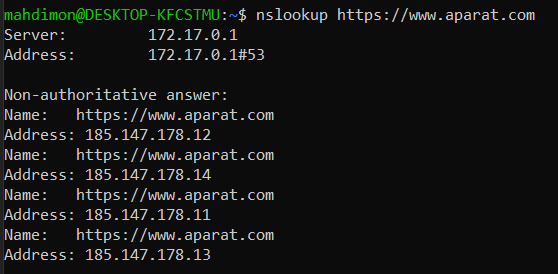 mahdimon@DESKTOP-KFCSTMU:~$ nslookup https://www.aparat.com
Server:         172.17.0.1
Address:        172.17.0.1#53

Non-authoritative answer:
Name:   https://www.aparat.com
Address: 185.147.178.12
Name:   https://www.aparat.com
Address: 185.147.178.14
Name:   https://www.aparat.com
Address: 185.147.178.11
Name:   https://www.aparat.com
Address: 185.147.178.13